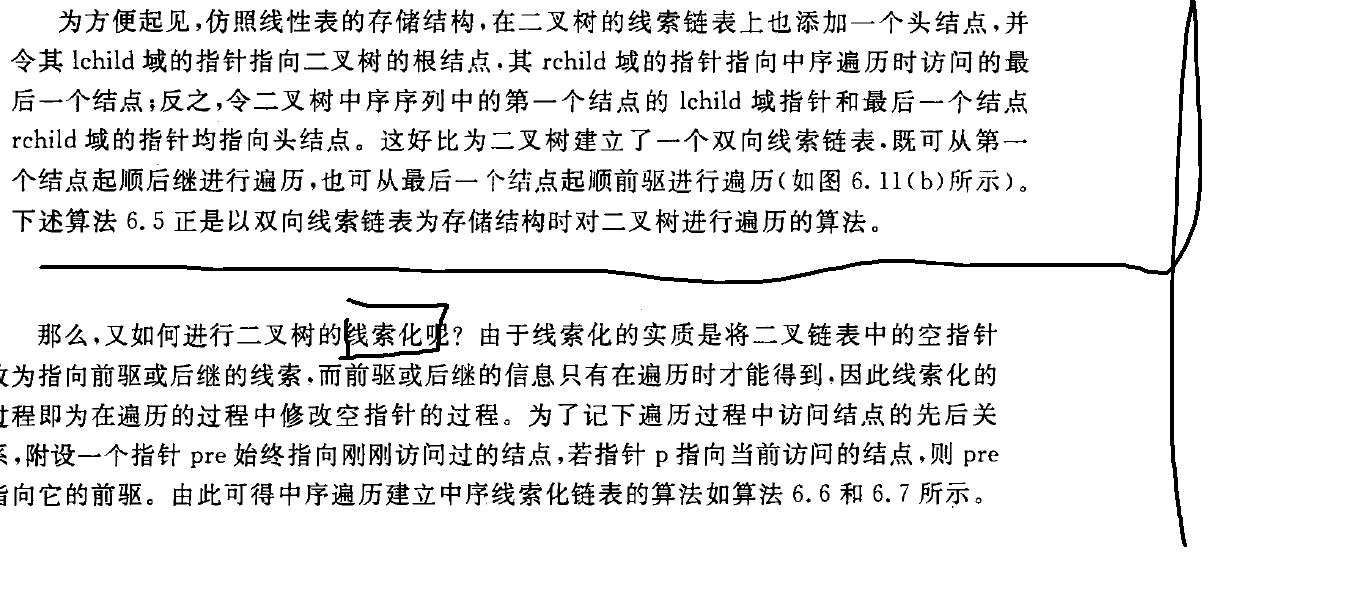 为方便起见,仿照线性表的存储结构,在二叉树的线索链表上也添加一个头结点,并
令其 lchild 域的指针指向二叉树的根结点,其 rchild 域的指针指向中序遍历时访问的最
后一个结点;反之,令二叉树中序序列中的第一个结点的 lchild 域指针和最后一个结点
rchild 域的指针均指向头结点。这好比为二叉树建立了一个双向线索链表,既可从第一
个结点起顺后继进行遍历,也可从最后一个结点起顺前驱进行遍历(如图 6.11(b)所示)。
下述算法 6.5 正是以双向线索链表为存储结构时对二叉树进行遍历的算法。
那么,又如何进行二叉树的线索化呢? 由于线索化的实质是将二叉链表中的空指针
改为指向前驱或后继的线索,而前驱或后继的信息只有在遍历时才能得到,因此线索化的
过程即为在遍历的过程中修改空指针的过程。为了记下遍历过程中访问结点的先后关
系,附设一个指针 pre 始终指向刚刚访问过的结点,若指针 p 指向当前访问的结点,则 pre
指向它的前驱。由此可得中序遍历建立中序线索化链表的算法如算法 6.6 和 6.7 所示。